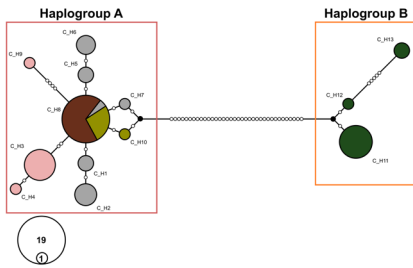 Haplogroup A
Haplogroup B
C_H6
C_H9
C_H5
C_H8
C_H7
C_H10
C_H3
C_H4
C_H1
C_H2
C_H13
C_H12
C_H11
19
1